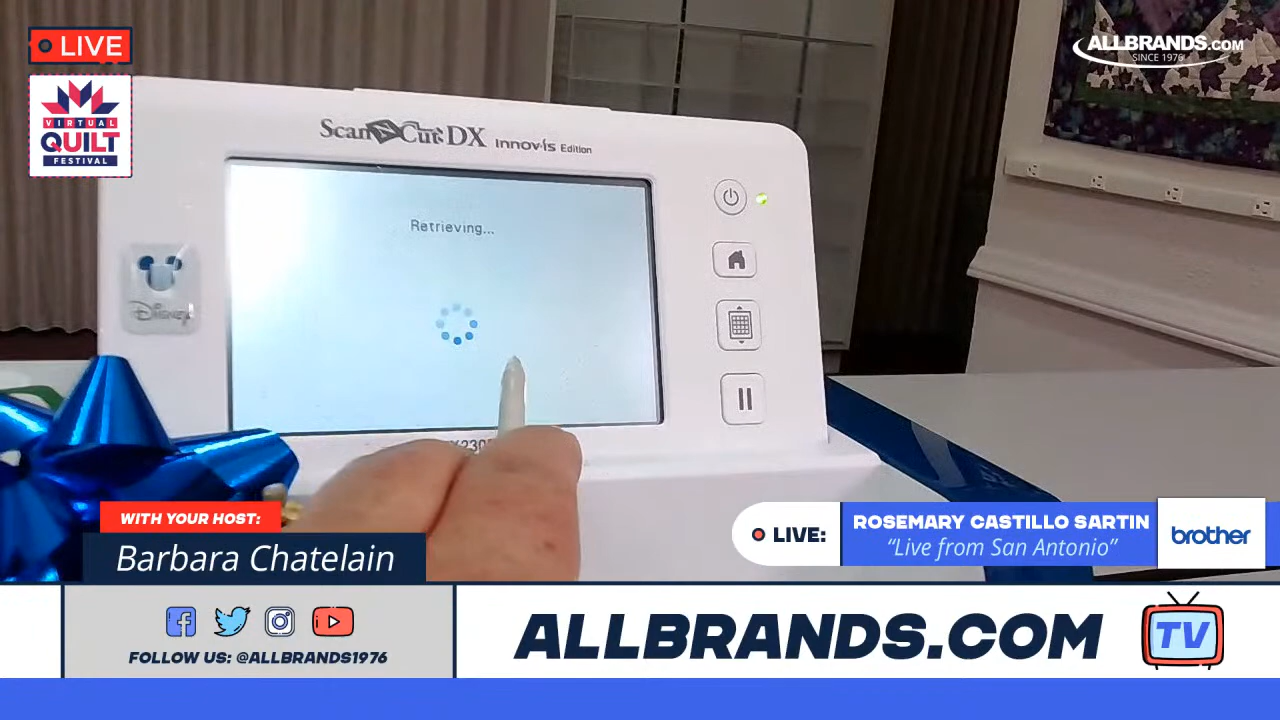 LIVE
VIRTUAL
QUILT
FESTIVAL
ALLBRANDS.COM
SINCE 1976
ScanNCut DX Innov-ís Edition
Retrieving...
Disney
WITH YOUR HOST:
Barbara Chatelain
LIVE:
ROSEMARY CASTILLO SARTIN
“Live from San Antonio”
brother
FOLLOW US: @ALLBRANDS1976
ALLBRANDS.COM
TV